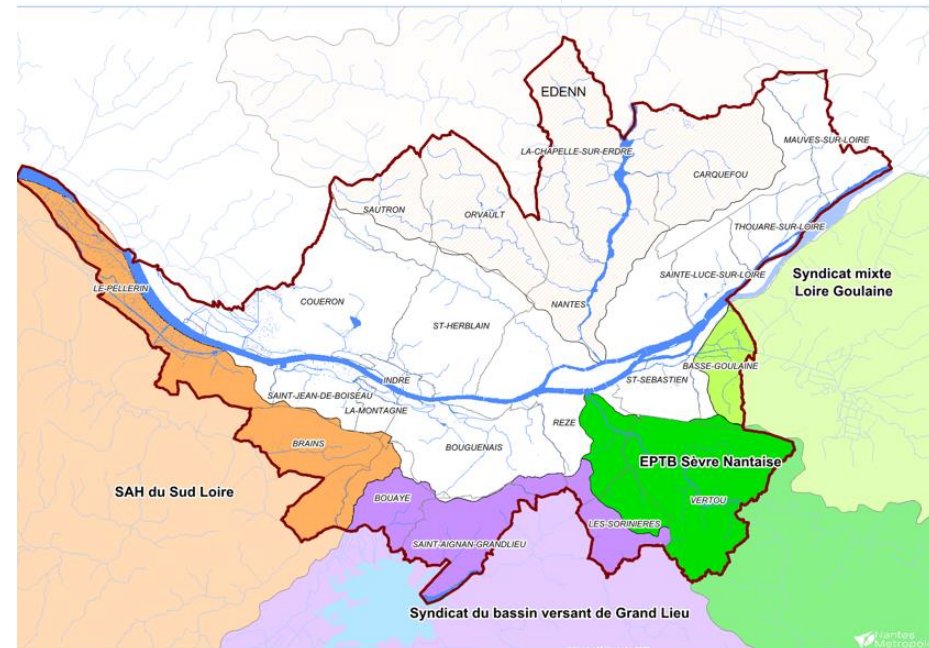 EDENN
MAUVES-SUR-LOIRE
LA-CHAPELLE-SUR-ERDRE
CARQUEFOU
SAUTRON
ORVAULT
THOUARE-SUR-LOIRE
SAINTE-LUCE-SUR-LOIRE
Syndicat mixte
Loire Goulaine
LE-PELLERIN
COUERON
NANTES
ST-HERBLAIN
BASSE-GOULAINE
INDRE
ST-SEBASTIEN
SAINT-JEAN-DE-BOISEAU
LA-MONTAGNE
REZE
BRAINS
BOUGUENAIS
EPTB Sèvre Nantaise
SAH du Sud Loire
BOUAYE
VERTOU
LES-SORINIERES
SAINT-AIGNAN-GRANDLIEU
Syndicat du bassin versant de Grand Lieu
Nantes